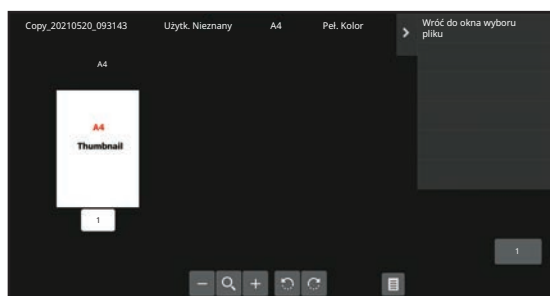 Copy_20210520_093143 Użytk. Nieznany A4 Peł. Kolor
Wróć do okna wyboru
pliku
A4
A4
Thumbnail
1
1